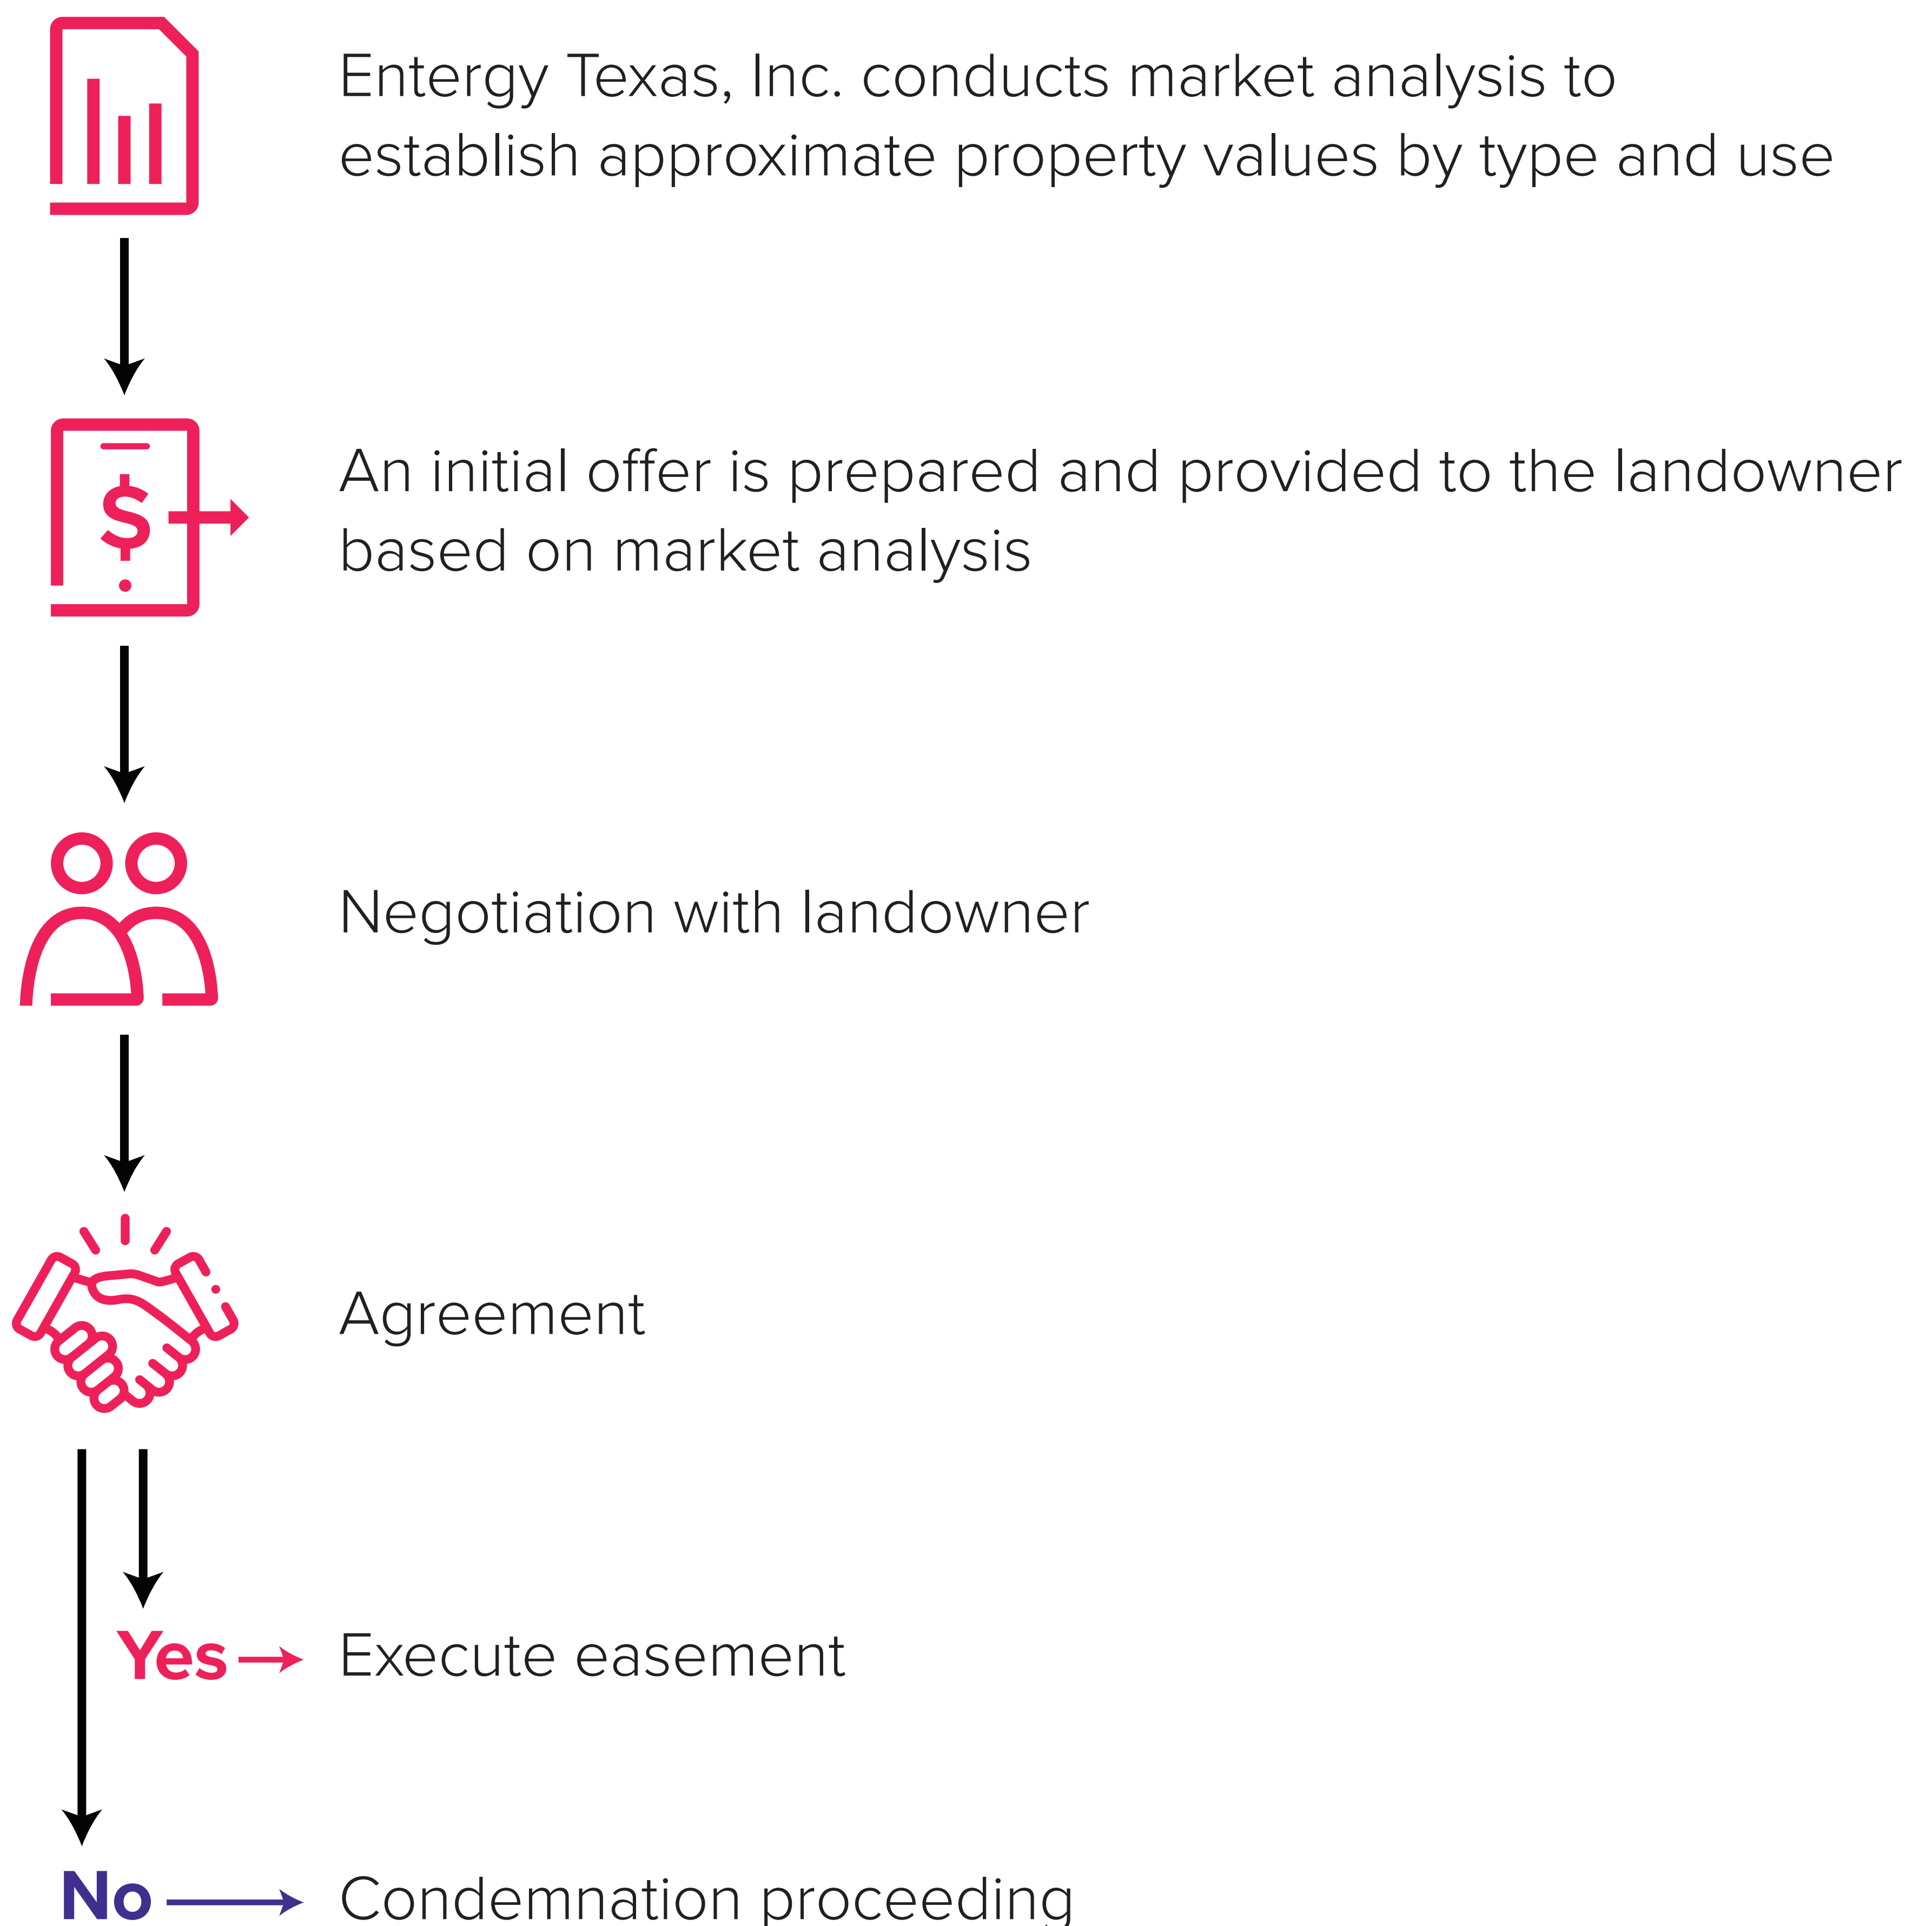 Entergy Texas, Inc. conducts market analysis to
establish approximate property values by type and use
$
An initial offer is prepared and provided to the landowner
based on market analysis
Negotiation with landowner
Agreement
Yes
Execute easement
No
Condemnation proceeding